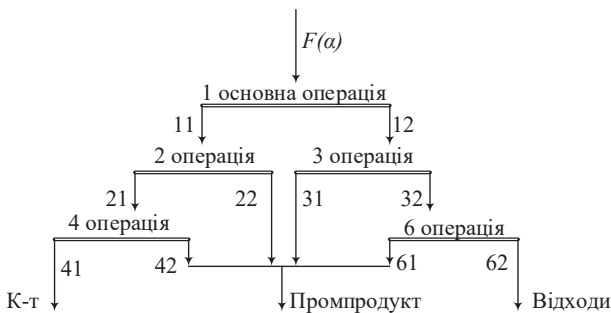 F(α)
1 основна операція
11 12
2 операція 3 операція
21 22 31 32
4 операція 6 операція
41 42 61 62
К-т Промпродукт Відходи